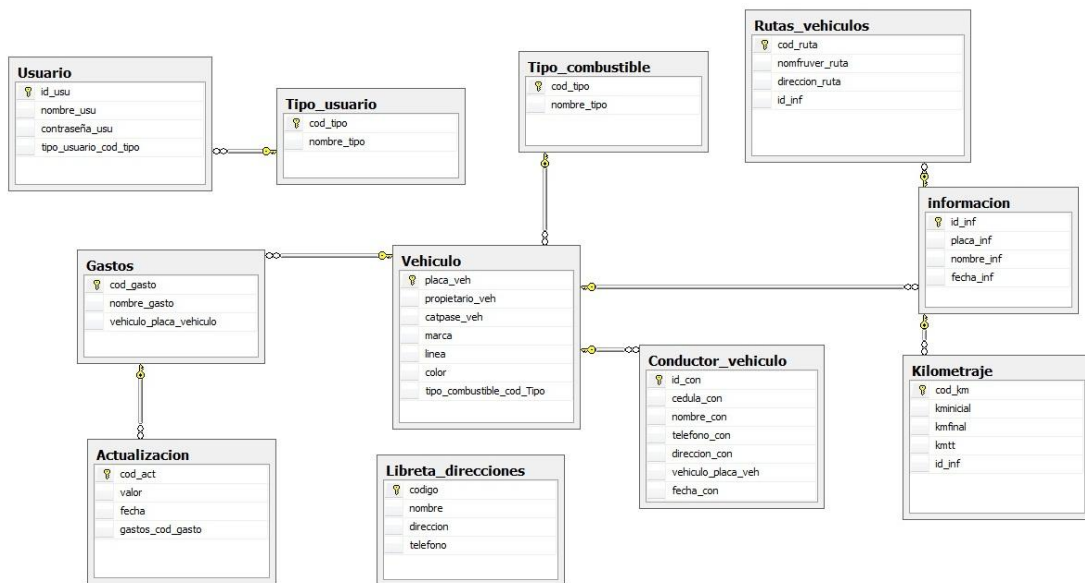 Usuario
id_usu
nombre_usu
contraseña_usu
tipo_usuario_cod_tipo
Tipo_usuario
cod_tipo
nombre_tipo
Tipo_combustible
cod_tipo
nombre_tipo
Rutas_vehiculos
cod_ruta
nomfruver_ruta
direccion_ruta
id_inf
informacion
id_inf
placa_inf
nombre_inf
fecha_inf
Gastos
cod_gasto
nombre_gasto
vehiculo_placa_vehiculo
Vehiculo
placa_veh
propietario_veh
catpase_veh
marca
linea
color
tipo_combustible_cod_Tipo
Conductor_vehiculo
id_con
cedula_con
nombre_con
telefono_con
direccion_con
vehiculo_placa_veh
fecha_con
Kilometraje
cod_km
kminicial
kmfinal
kmtt
id_inf
Actualizacion
cod_act
valor
fecha
gastos_cod_gasto
Libreta_direcciones
codigo
nombre
direccion
telefono